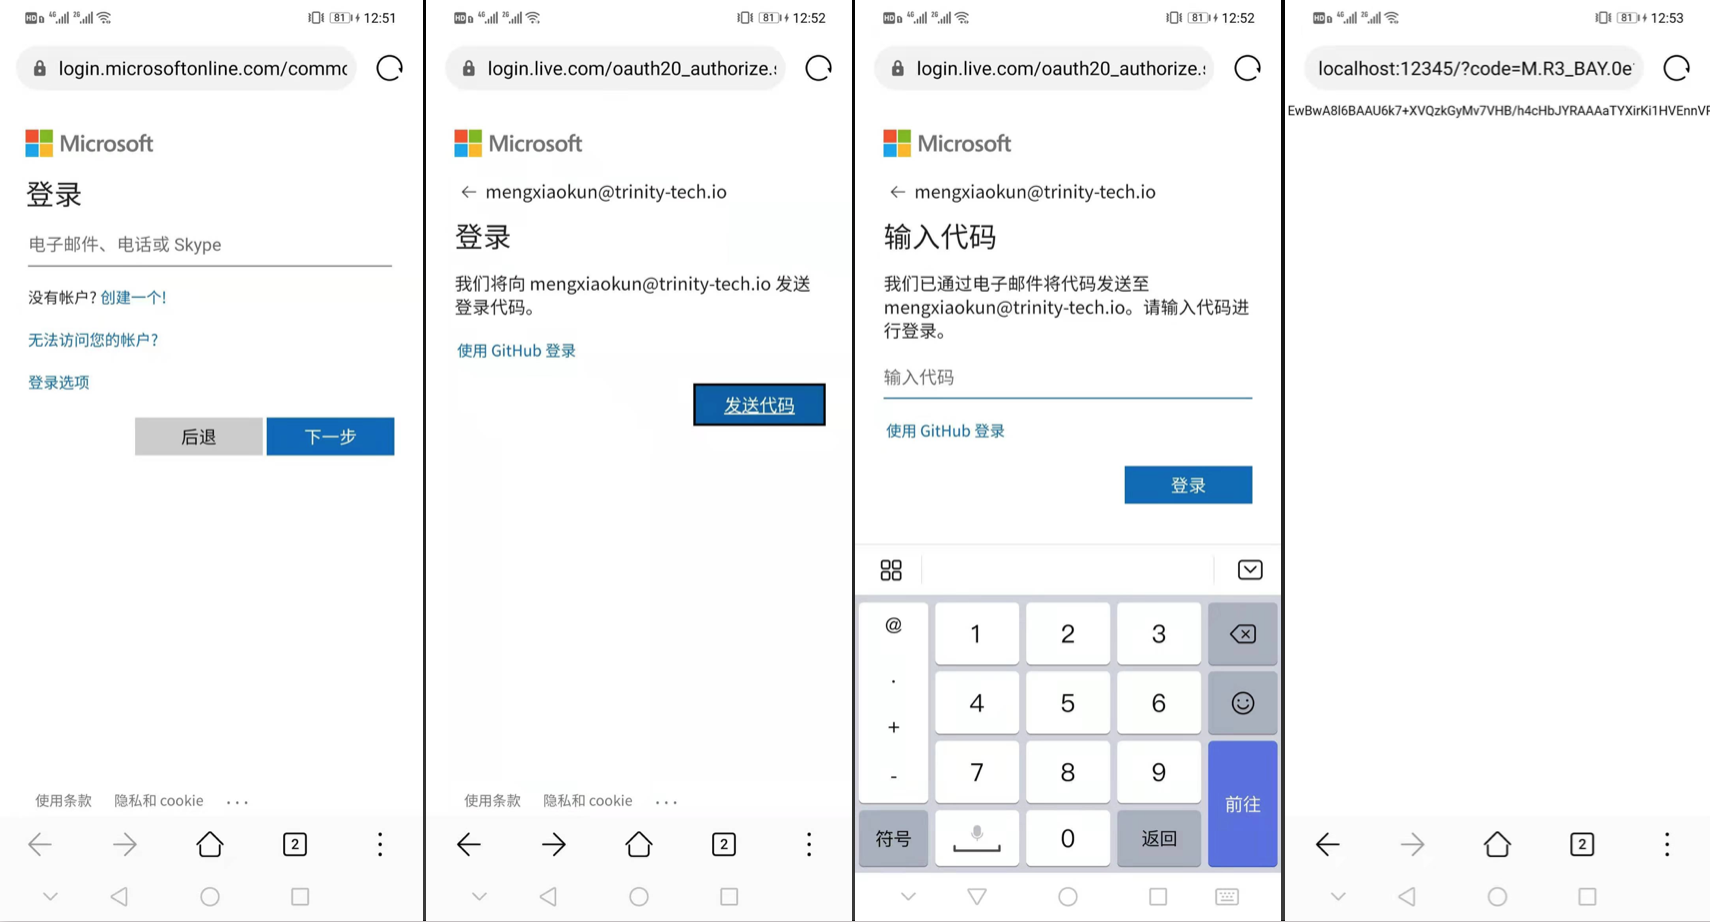 HD 4G 2G 81 12:51
login.microsoftonline.com/commo
Microsoft
登录
电子邮件、电话或 Skype
没有帐户? 创建一个!
无法访问您的帐户?
登录选项
后退
下一步
使用条款 隐私和 cookie ...
2
HD 4G 2G 81 12:52
login.live.com/oauth20_authorize.s
Microsoft
← mengxiaokun@trinity-tech.io
登录
我们将向 mengxiaokun@trinity-tech.io 发送
登录代码。
使用 GitHub 登录
发送代码
使用条款 隐私和 cookie ...
2
HD 4G 2G 81 12:52
login.live.com/oauth20_authorize.s
Microsoft
← mengxiaokun@trinity-tech.io
输入代码
我们已通过电子邮件将代码发送至
mengxiaokun@trinity-tech.io。请输入代码进
行登录。
输入代码
使用 GitHub 登录
登录
@ 1 2 3
. 4 5 6
+
- 7 8 9
前往
符号 0 返回
HD 4G 2G 81 12:53
localhost:12345/?code=M.R3_BAY.0e
EwBwA8l6BAAU6k7+XVQzkGyMv7VHB/h4cHbJYRAAAaTYXirKi1HVEnnVF
2